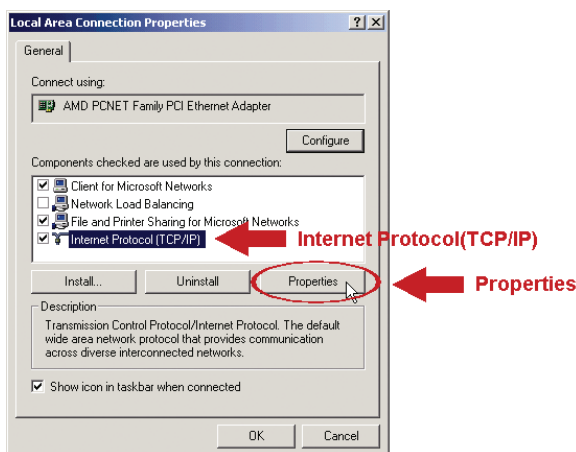 Local Area Connection Properties
General
Connect using:
AMD PCNET Family PCI Ethernet Adapter
Configure
Components checked are used by this connection:
Client for Microsoft Networks
Network Load Balancing
File and Printer Sharing for Microsoft Networks
Internet Protocol (TCP/IP)
Internet Protocol(TCP/IP)
Install...
Uninstall
Properties
Properties
Description
Transmission Control Protocol/Internet Protocol. The default
wide area network protocol that provides communication
across diverse interconnected networks.
Show icon in taskbar when connected
OK
Cancel